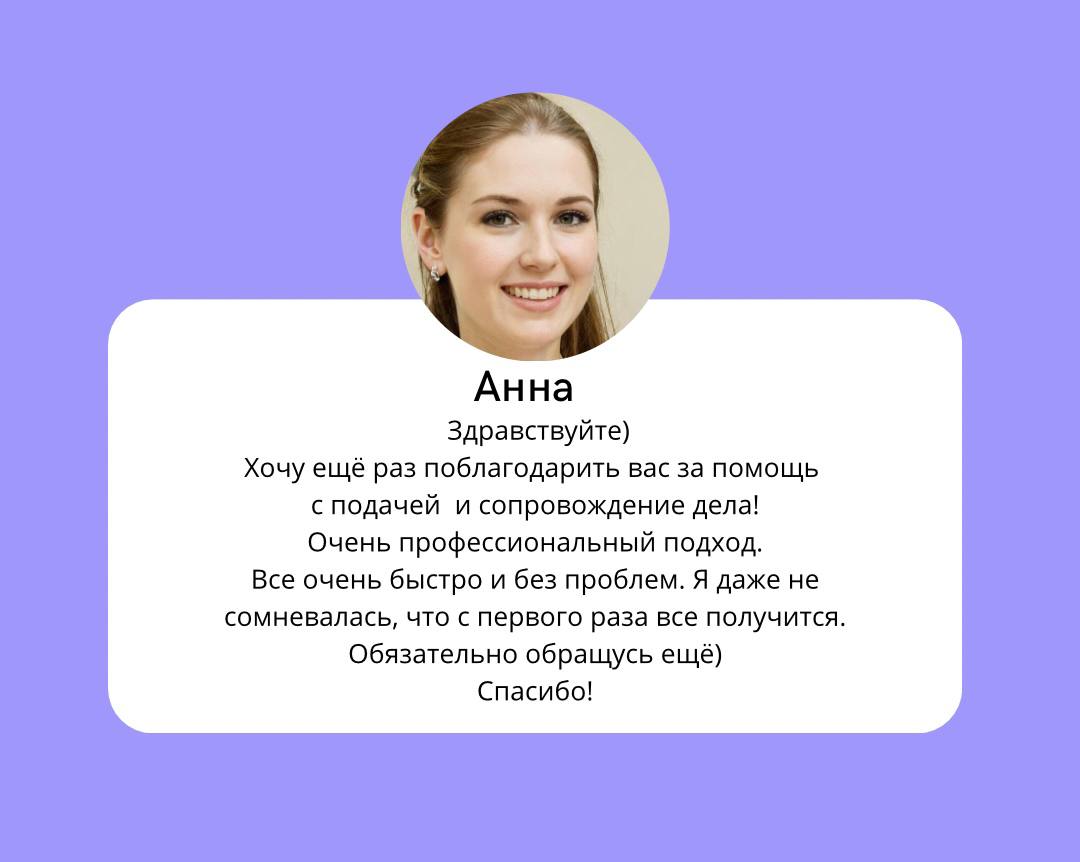 Анна
Здравствуйте)
Хочу ещё раз поблагодарить вас за помощь
с подачей  и сопровождение дела!
Очень профессиональный подход.
Все очень быстро и без проблем. Я даже не
сомневалась, что с первого раза все получится.
Обязательно обращусь ещё)
Спасибо!